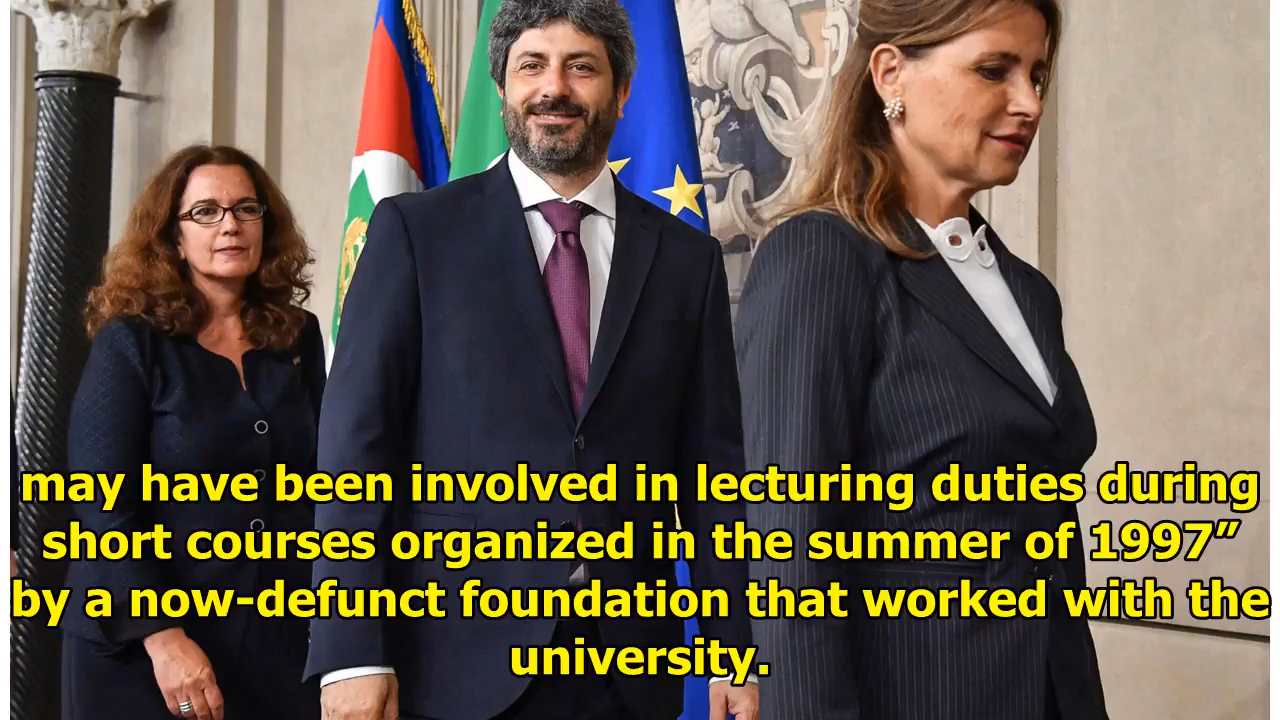 may have been involved in lecturing duties during
short courses organized in the summer of 1997”
by a now-defunct foundation that worked with the
university.